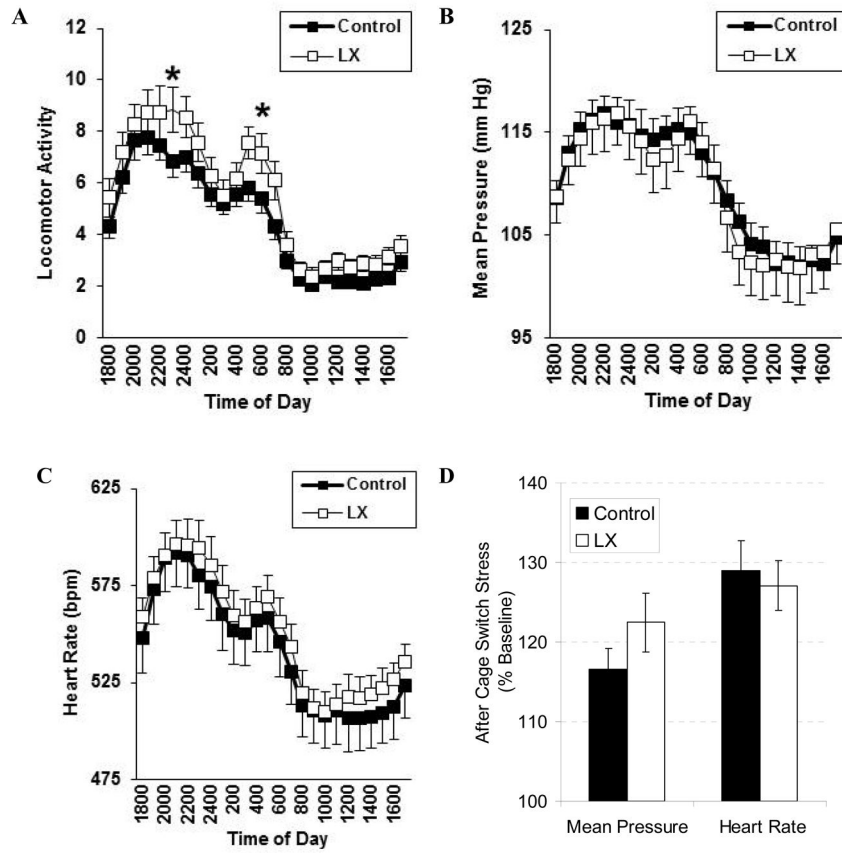 A
Control
LX
12
10
8
6
4
2
0
*
*
Locomotor Activity
1800
2000
2200
2400
200
400
600
800
1000
1200
1400
1600
Time of Day
B
Control
LX
125
115
105
95
Mean Pressure (mm Hg)
1800
2000
2200
2400
200
400
600
800
1000
1200
1400
1600
Time of Day
C
Control
LX
625
575
525
475
Heart Rate (bpm)
1800
2000
2200
2400
200
400
600
800
1000
1200
1400
1600
Time of Day
D
Control
LX
140
130
120
110
100
After Cage Switch Stress
(% Baseline)
Mean Pressure
Heart Rate